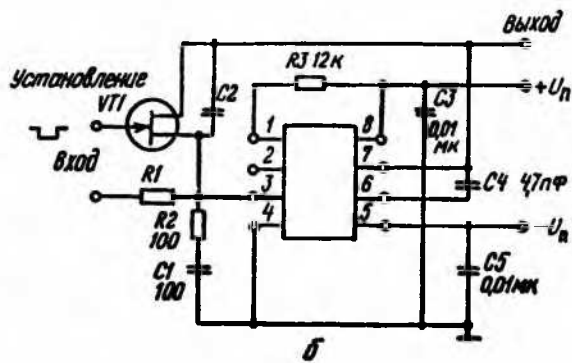 Выход
R3 12к
Установление
VT1
C2
+Uп
C3
0,01
мк
1
8
2
7
Вход
R1
3
6
C4 4,7пФ
R2
100
4
5
-Uп
C1
100
C5
0,01мк
б